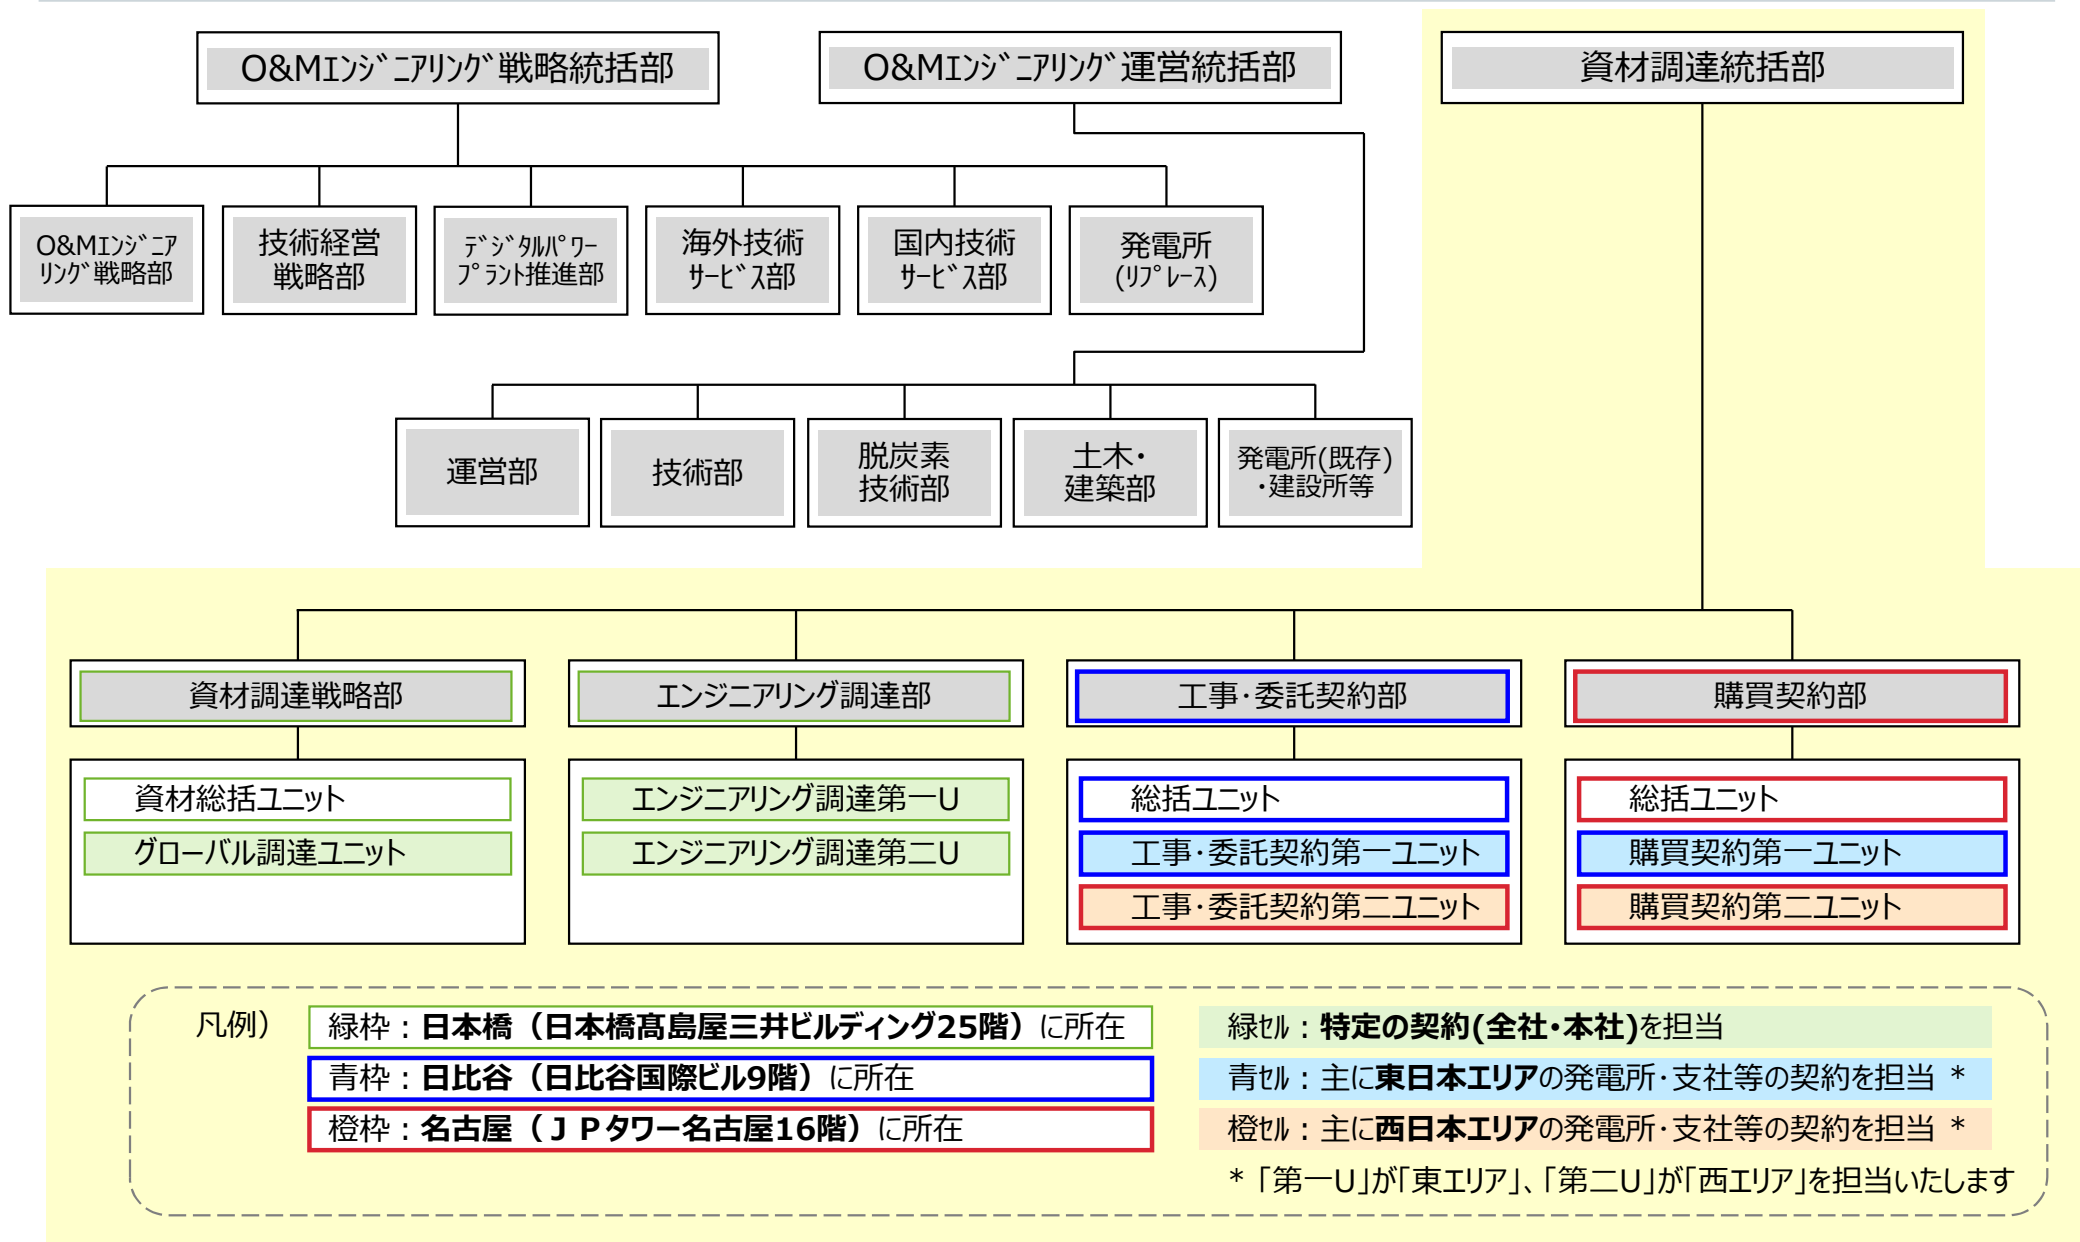 O&Mｴﾝｼﾞﾆｱﾘﾝｸﾞ戦略統括部
O&Mｴﾝｼﾞﾆｱﾘﾝｸﾞ運営統括部
資材調達統括部
O&Mｴﾝｼﾞﾆｱ
ﾘﾝｸﾞ戦略部
技術経営
戦略部
ﾃﾞｼﾞﾀﾙﾊﾟﾜｰ
ﾌﾟﾗﾝﾄ推進部
海外技術
ｻｰﾋﾞｽ部
国内技術
ｻｰﾋﾞｽ部
発電所
(ﾘﾌﾟﾚｰｽ)
運営部
技術部
脱炭素
技術部
土木・
建築部
発電所(既存)
・建設所等
資材調達戦略部
エンジニアリング調達部
工事・委託契約部
購買契約部
資材総括ユニット
グローバル調達ユニット
エンジニアリング調達第一U
エンジニアリング調達第二U
総括ユニット
工事・委託契約第一ユニット
工事・委託契約第二ユニット
総括ユニット
購買契約第一ユニット
購買契約第二ユニット
凡例）
緑枠：日本橋（日本橋髙島屋三井ビルディング25階）に所在
青枠：日比谷（日比谷国際ビル9階）に所在
橙枠：名古屋（ＪＰタワー名古屋16階）に所在
緑ｾﾙ：特定の契約(全社・本社)を担当
青ｾﾙ：主に東日本エリアの発電所・支社等の契約を担当 *
橙ｾﾙ：主に西日本エリアの発電所・支社等の契約を担当 *
* 「第一U」が「東エリア」、「第二U」が「西エリア」を担当いたします